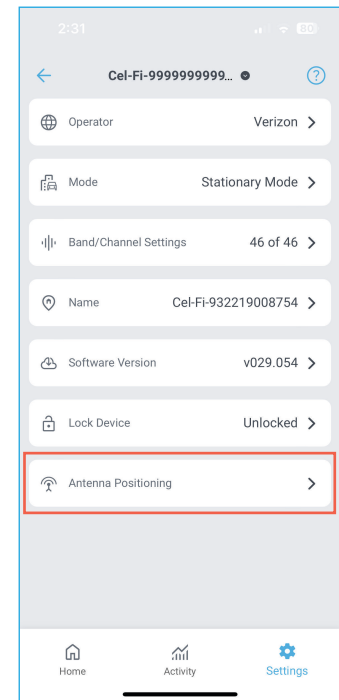 2:31
80
Cel-Fi-9999999999...
?
Operator Verizon
Mode Stationary Mode
Band/Channel Settings 46 of 46
Name Cel-Fi-932219008754
Software Version v029.054
Lock Device Unlocked
Antenna Positioning
Home Activity Settings